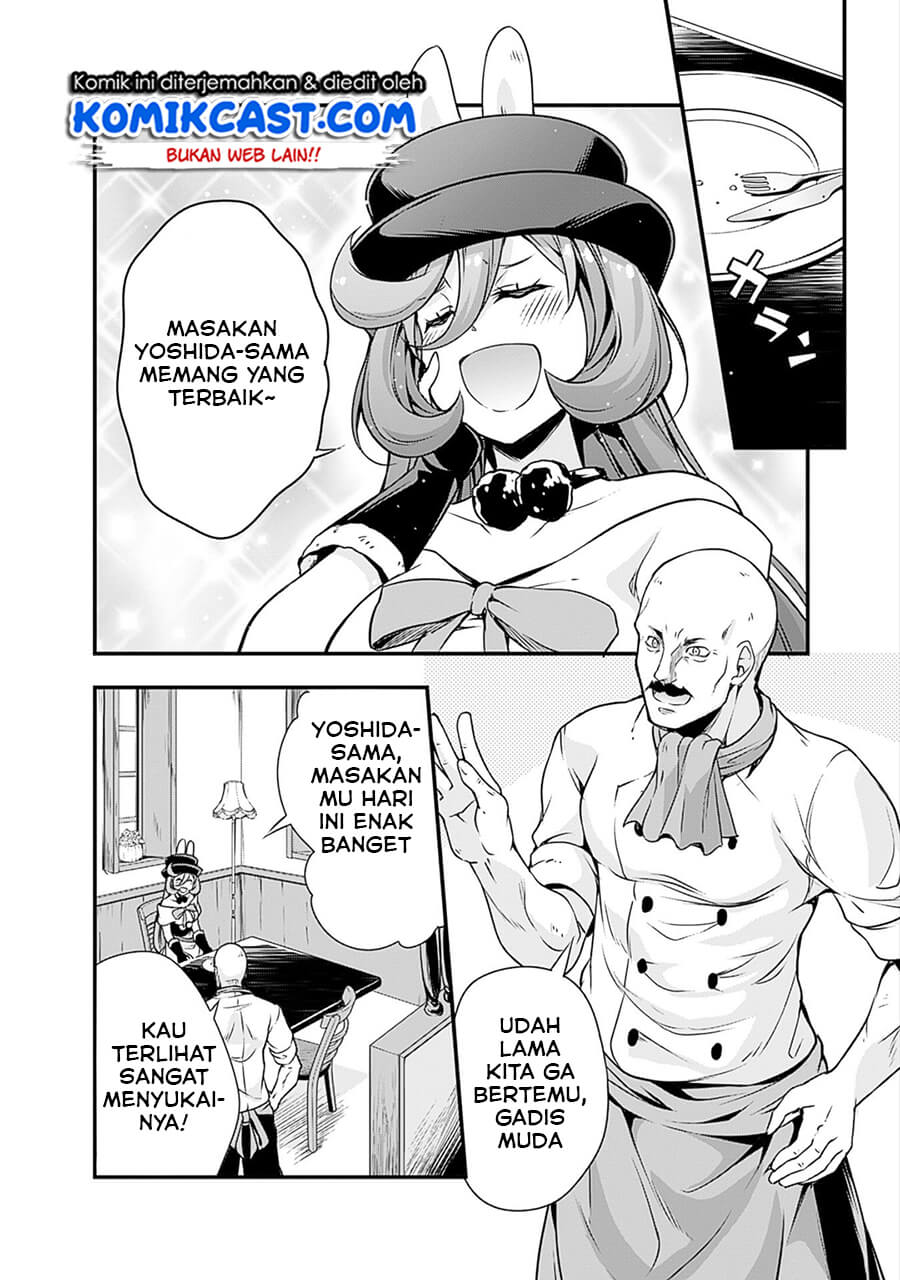 Komik ini diterjemahkan & diedit oleh
KOMIKCAST.COM
BUKAN WEB LAIN!!
カラン
MASAKAN
YOSHIDA-SAMA
MEMANG YANG
TERBAIK~
UDAH
LAMA
KITA GA
BERTEMU,
GADIS
MUDA
YOSHIDA-
SAMA,
MASAKAN
MU HARI
INI ENAK
BANGET
KAU
TERLIHAT
SANGAT
MENYUKAI-
NYA!